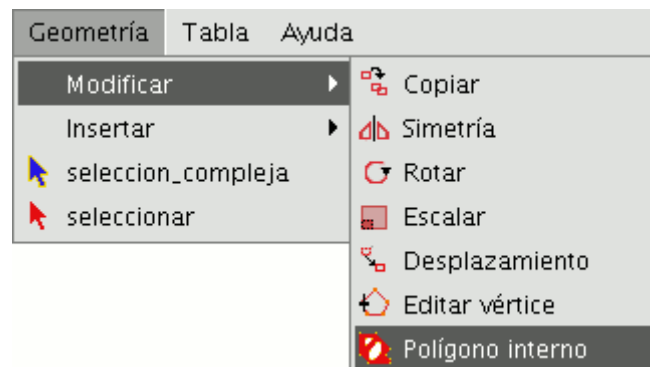 Geometría Tabla Ayuda
Modificar
Insertar
seleccion_compleja
seleccionar
Copiar
Simetría
Rotar
Escalar
Desplazamiento
Editar vértice
Polígono interno